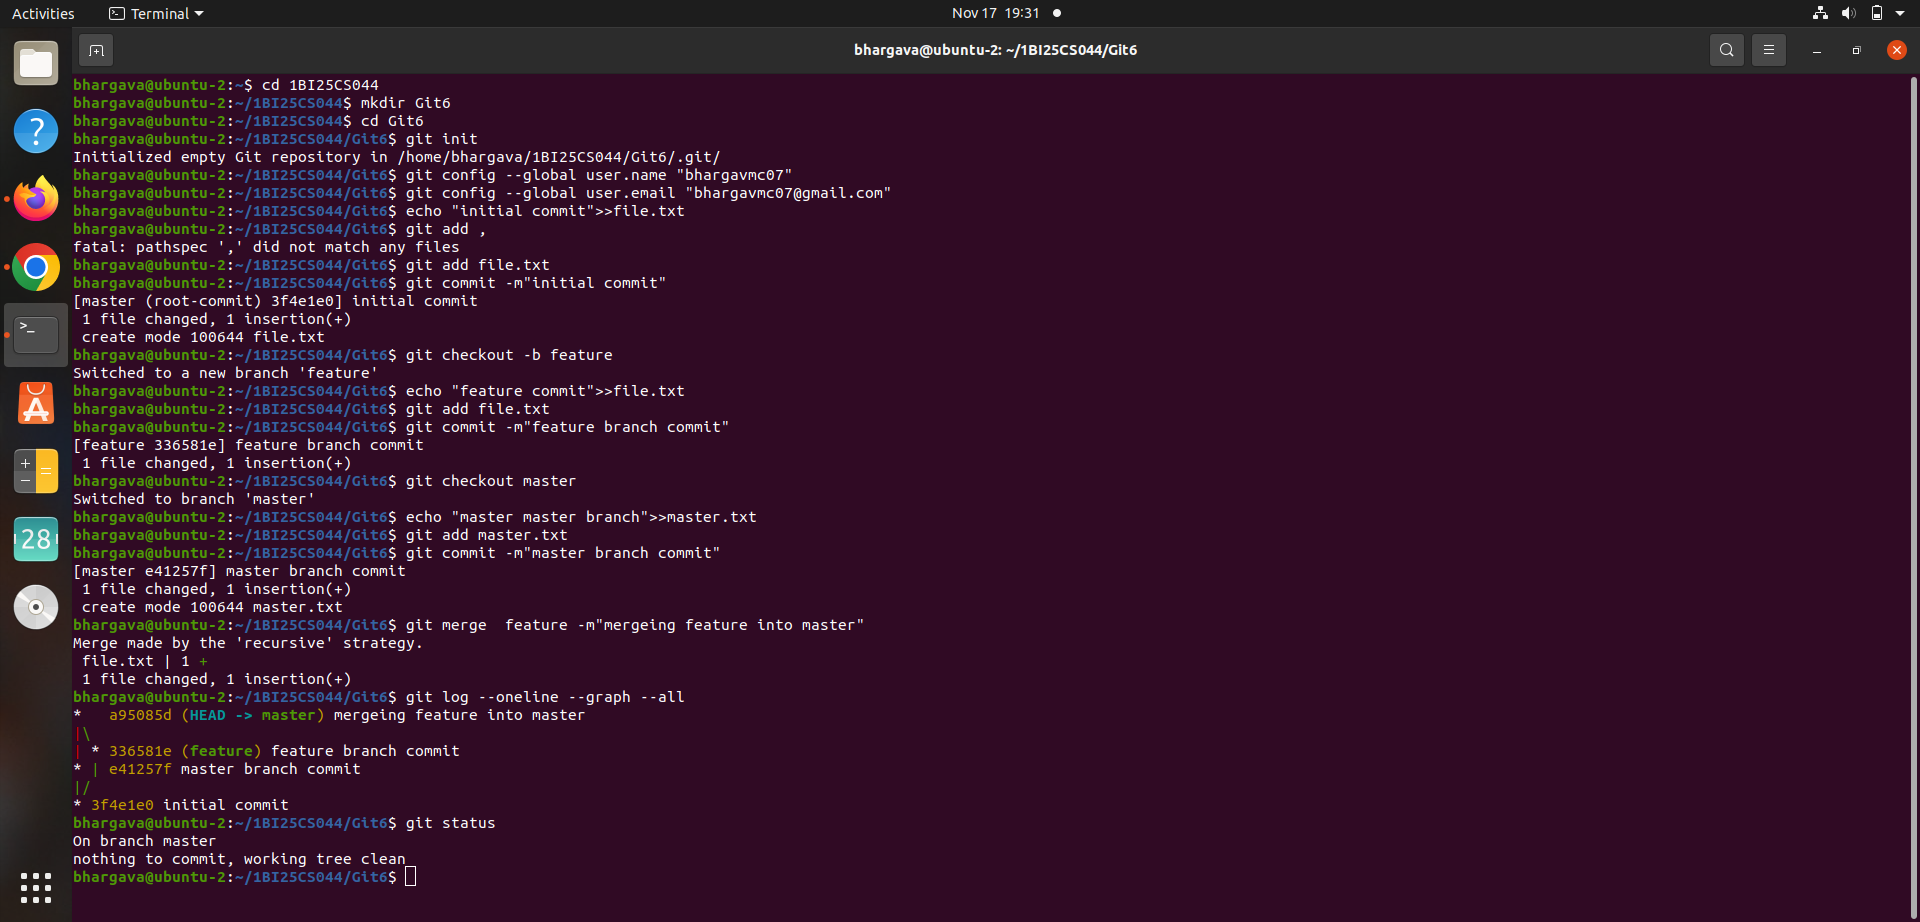 Activities
Terminal
Nov 17 19:31
bhargava@ubuntu-2: ~/1BI25CS044/Git6
bhargava@ubuntu-2:~$ cd 1BI25CS044
bhargava@ubuntu-2:~/1BI25CS044$ mkdir Git6
bhargava@ubuntu-2:~/1BI25CS044$ cd Git6
bhargava@ubuntu-2:~/1BI25CS044/Git6$ git init
Initialized empty Git repository in /home/bhargava/1BI25CS044/Git6/.git/
bhargava@ubuntu-2:~/1BI25CS044/Git6$ git config --global user.name "bhargavmc07"
bhargava@ubuntu-2:~/1BI25CS044/Git6$ git config --global user.email "bhargavmc07@gmail.com"
bhargava@ubuntu-2:~/1BI25CS044/Git6$ echo "initial commit">>file.txt
bhargava@ubuntu-2:~/1BI25CS044/Git6$ git add ,
fatal: pathspec ',' did not match any files
bhargava@ubuntu-2:~/1BI25CS044/Git6$ git add file.txt
bhargava@ubuntu-2:~/1BI25CS044/Git6$ git commit -m"initial commit"
[master (root-commit) 3f4e1e0] initial commit
 1 file changed, 1 insertion(+)
 create mode 100644 file.txt
bhargava@ubuntu-2:~/1BI25CS044/Git6$ git checkout -b feature
Switched to a new branch 'feature'
bhargava@ubuntu-2:~/1BI25CS044/Git6$ echo "feature commit">>file.txt
bhargava@ubuntu-2:~/1BI25CS044/Git6$ git add file.txt
bhargava@ubuntu-2:~/1BI25CS044/Git6$ git commit -m"feature branch commit"
[feature 336581e] feature branch commit
 1 file changed, 1 insertion(+)
bhargava@ubuntu-2:~/1BI25CS044/Git6$ git checkout master
Switched to branch 'master'
bhargava@ubuntu-2:~/1BI25CS044/Git6$ echo "master master branch">>master.txt
bhargava@ubuntu-2:~/1BI25CS044/Git6$ git add master.txt
bhargava@ubuntu-2:~/1BI25CS044/Git6$ git commit -m"master branch commit"
[master e41257f] master branch commit
 1 file changed, 1 insertion(+)
 create mode 100644 master.txt
bhargava@ubuntu-2:~/1BI25CS044/Git6$ git merge  feature -m"mergeing feature into master"
Merge made by the 'recursive' strategy.
 file.txt | 1 +
 1 file changed, 1 insertion(+)
bhargava@ubuntu-2:~/1BI25CS044/Git6$ git log --oneline --graph --all
*   a95085d (HEAD -> master) mergeing feature into master
|\
| * 336581e (feature) feature branch commit
* | e41257f master branch commit
|/
* 3f4e1e0 initial commit
bhargava@ubuntu-2:~/1BI25CS044/Git6$ git status
On branch master
nothing to commit, working tree clean
bhargava@ubuntu-2:~/1BI25CS044/Git6$
28